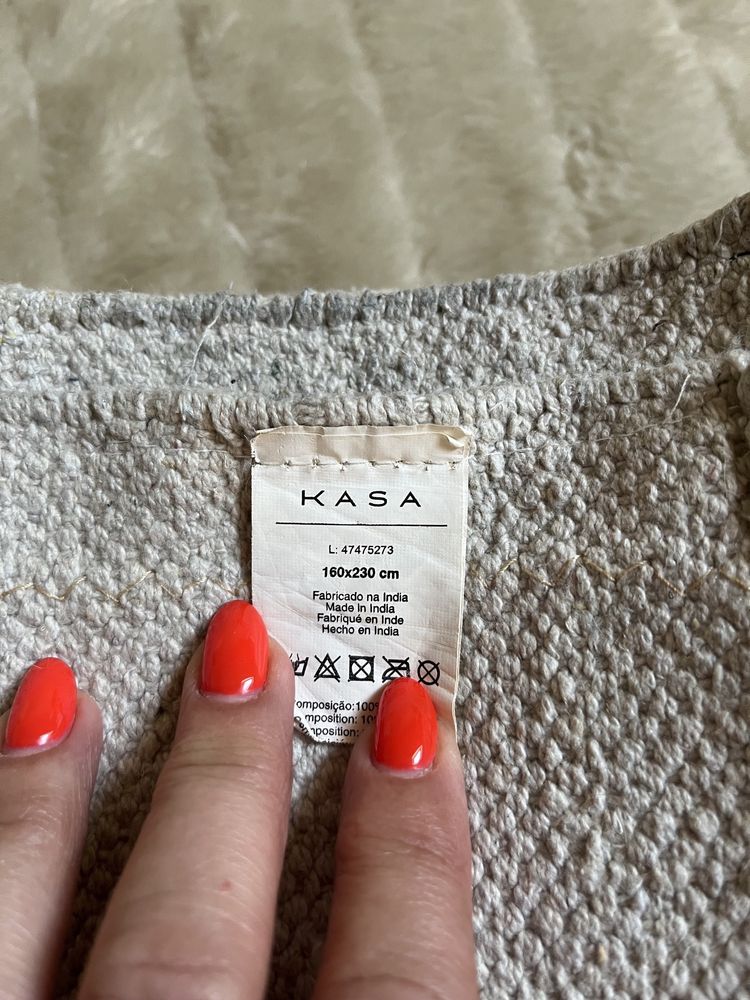 KASA
L: 47475273
160x230 cm
Fabricado na India
Made in India
Fabriqué en Inde
Hecho en India